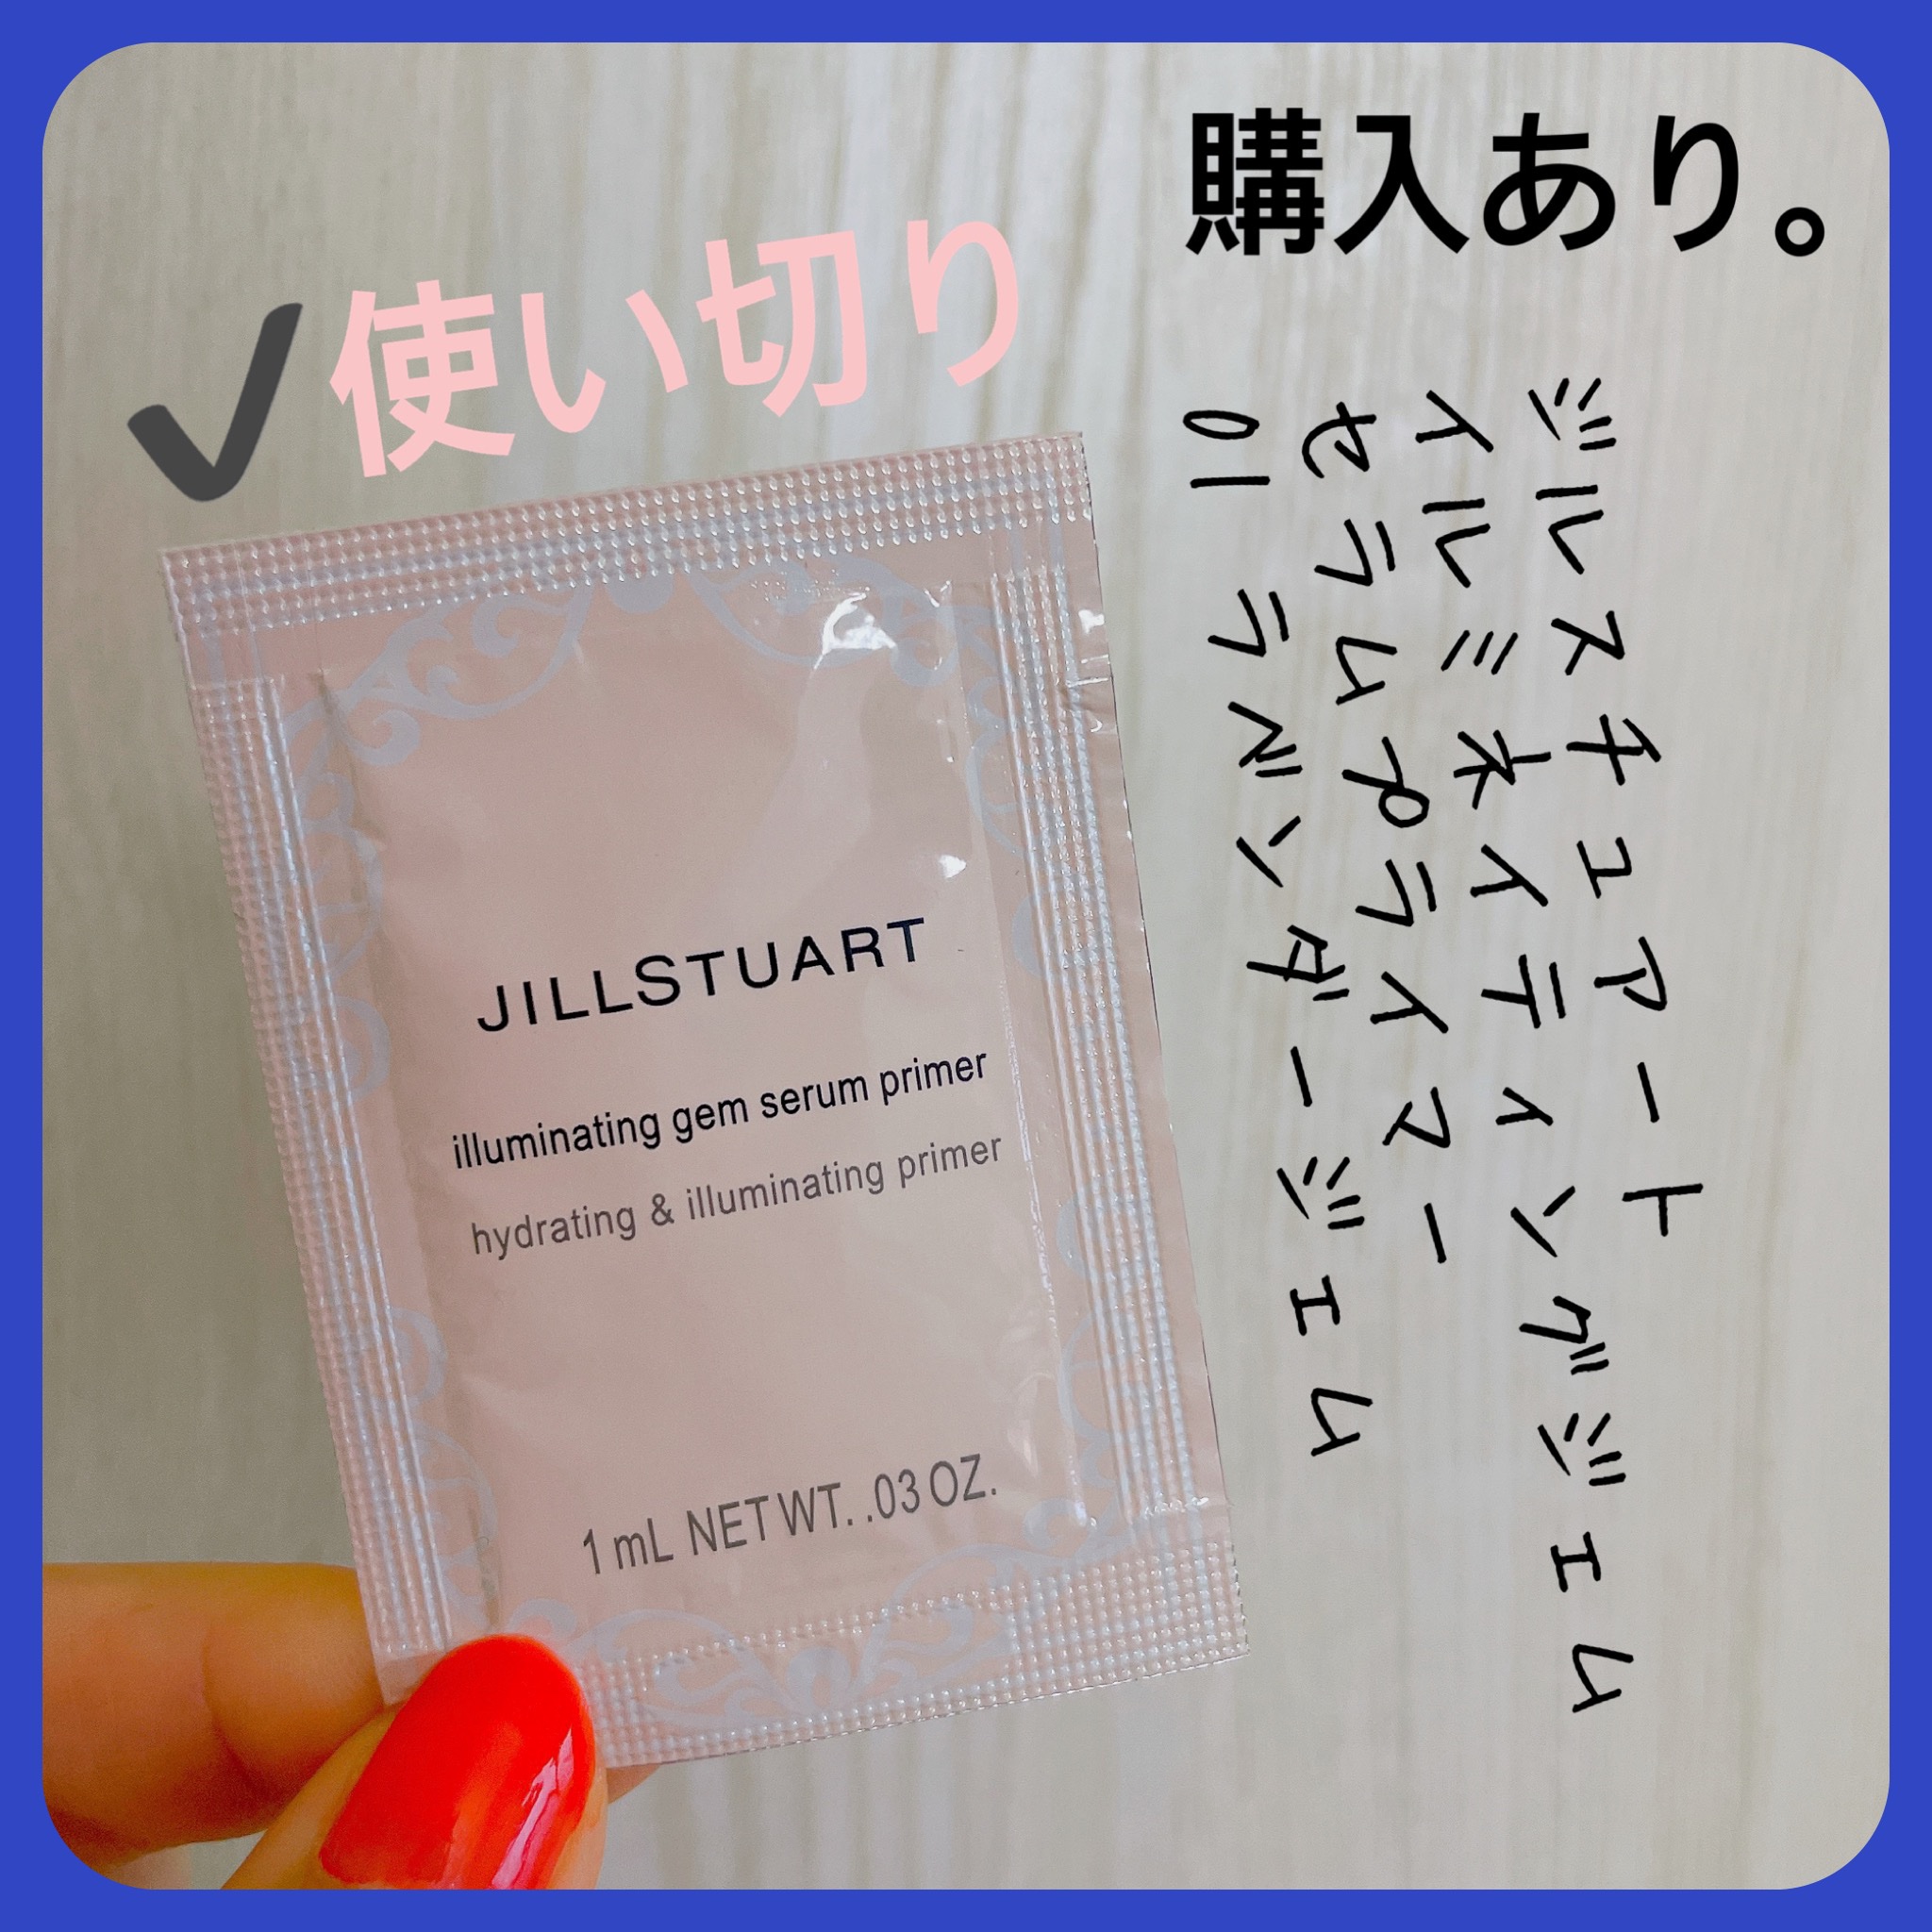 購入あり。
✔使い切り
ジルスチュアート
イルミネイティングジェム
セラムプライマー
01 ラベンダージェム
JILLSTUART
illuminating gem serum primer
hydrating & illuminating primer
1 mL NET WT. .03 OZ.